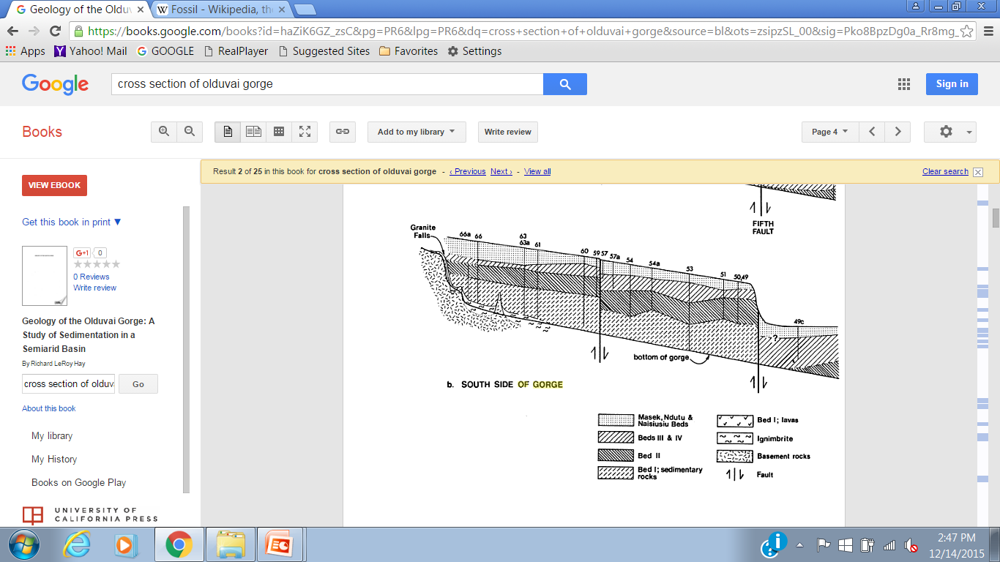 Geology of the Olduv
Fossil - Wikipedia, the
https://books.google.com/books?id=haZiK6GZ_zsC&pg=PR6&lpg=PR6&dq=cross+section+of+olduvai+gorge&source=bl&ots=zsipzSL_00&sig=Pko8BpzDg0a_Rr8mg_
Apps Yahoo! Mail GOOGLE RealPlayer Suggested Sites Favorites Settings
Google
cross section of olduvai gorge
Sign in
Books
Add to my library
Write review
Page 4
Result 2 of 25 in this book for cross section of olduvai gorge - ‹ Previous Next › - View all
Clear search
VIEW EBOOK
Get this book in print ▼
G+1 0
0 Reviews
Write review
Geology of the Olduvai Gorge: A
Study of Sedimentation in a
Semiarid Basin
By Richard LeRoy Hay
cross section of olduv
Go
About this book
My library
My History
Books on Google Play
UNIVERSITY OF
CALIFORNIA PRESS
FIFTH
FAULT
Granite
Falls
66a 66 63 63a 61 60 59 57 57a 54 54a 53 51 50,49 49c
?
bottom of gorge
b. SOUTH SIDE OF GORGE
Masek, Ndutu &
Naisiusiu Beds
Beds III & IV
Bed II
Bed I; sedimentary
rocks
Bed I; lavas
Ignimbrite
Basement rocks
Fault
2:47 PM
12/14/2015